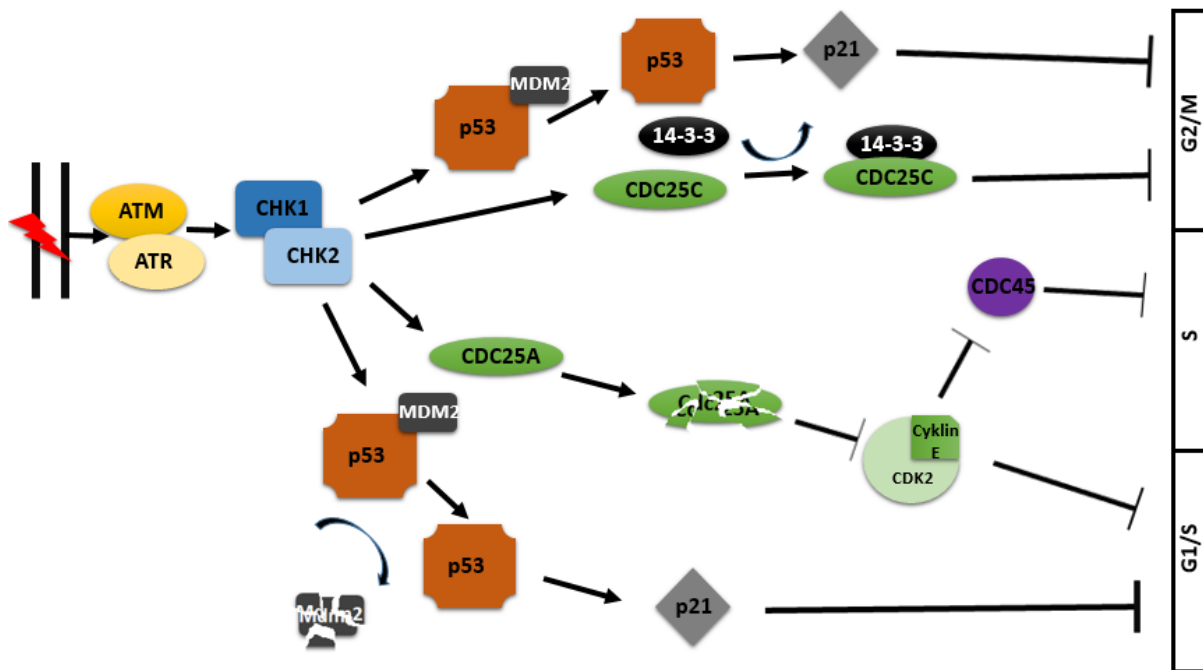 p53
MDM2
p53
p21
14-3-3
CDC25C
14-3-3
CDC25C
G2/M
ATM
ATR
CHK1
CHK2
p53
CDC45
S
CDC25A
MDM2
p53
Cyklin
E
CDK2
p53
p21
G1/S